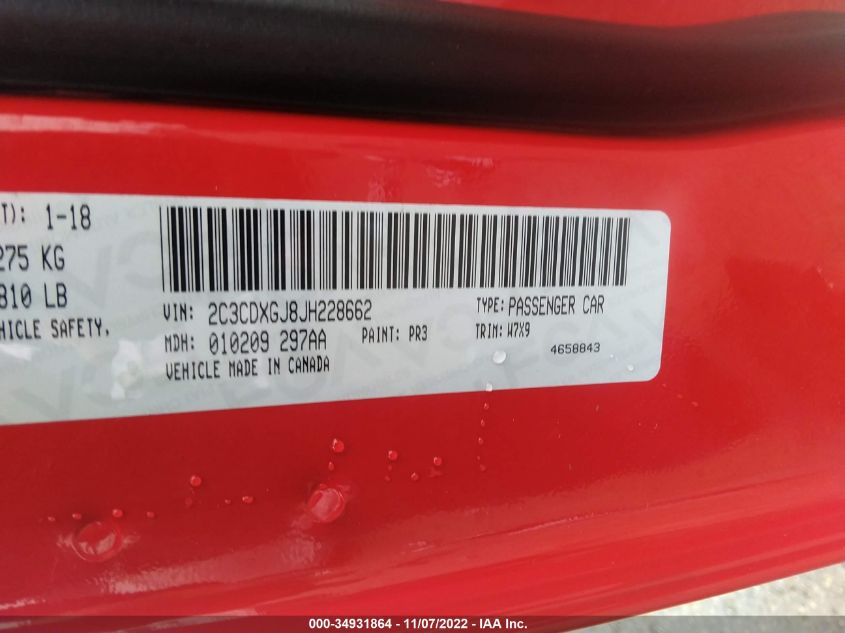 T): 1-18
275 KG
810 LB
HICLE SAFETY.
VIN: 2C3CDXGJ8JH228662
TYPE: PASSENGER CAR
MDH: 010209 297AA
PAINT: PR3
TRIM: W7X9
VEHICLE MADE IN CANADA
4658843
000-34931864 - 11/07/2022 - IAA Inc.